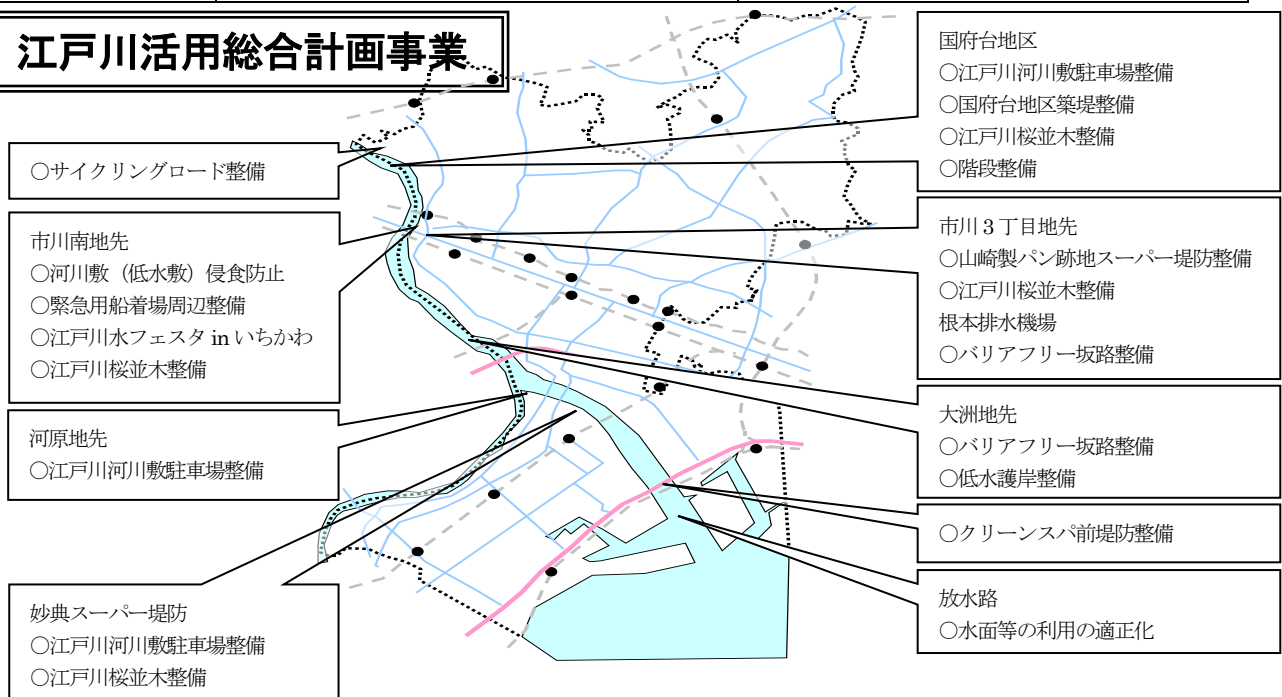 江戸川活用総合計画事業
○サイクリングロード整備
市川南地先
○河川敷（低水敷）侵食防止
○緊急用船着場周辺整備
○江戸川水フェスタ in いちかわ
○江戸川桜並木整備
河原地先
○江戸川河川敷駐車場整備
妙典スーパー堤防
○江戸川河川敷駐車場整備
○江戸川桜並木整備
国府台地区
○江戸川河川敷駐車場整備
○国府台地区築堤整備
○江戸川桜並木整備
○階段整備
市川３丁目地先
○山崎製パン跡地スーパー堤防整備
○江戸川桜並木整備
根本排水機場
○バリアフリー坂路整備
大洲地先
○バリアフリー坂路整備
○低水護岸整備
○クリーンスパ前堤防整備
放水路
○水面等の利用の適正化